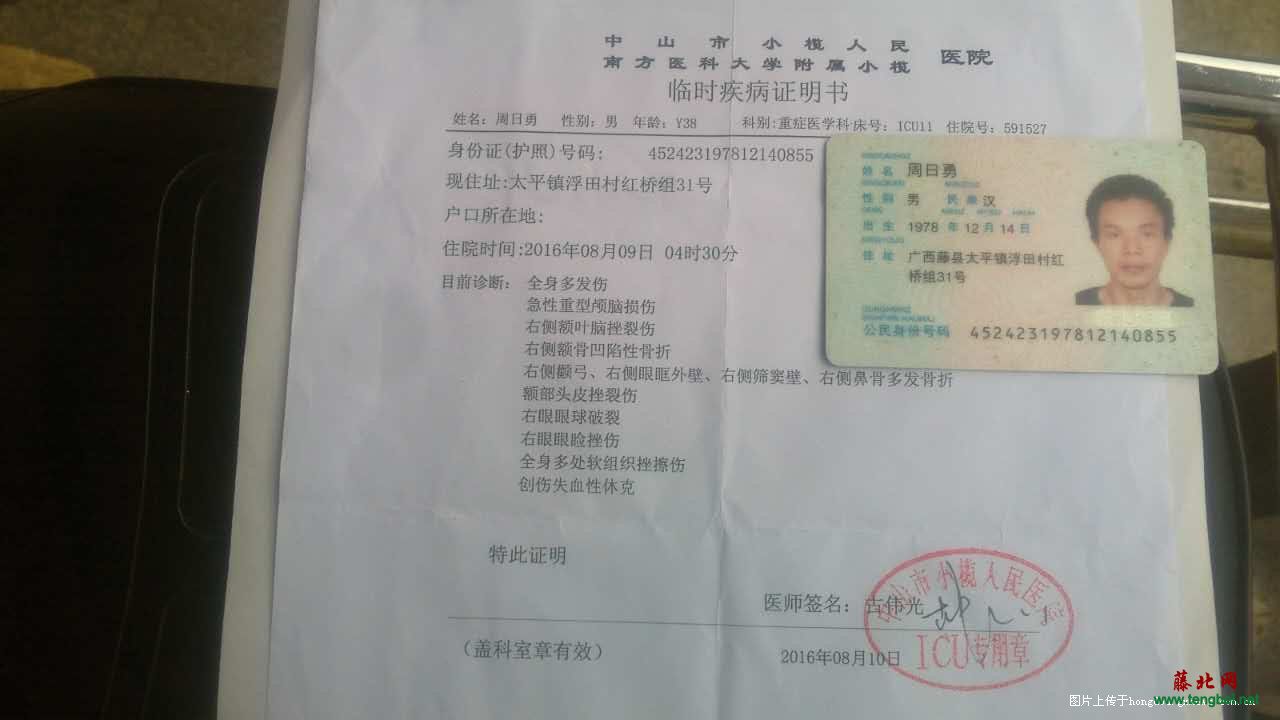 中山市小榄人民
南方医科大学附属小榄
医院
临时疾病证明书
姓名：周日勇 性别：男 年龄：Y38 科别:重症医学科床号：ICU11 住院号：591527
身份证(护照)号码： 452423197812140855
现住址:太平镇浮田村红桥组31号
户口所在地:
住院时间:2016年08月09日 04时30分
目前诊断： 全身多发伤
急性重型颅脑损伤
右侧额叶脑挫裂伤
右侧额骨凹陷性骨折
右侧颧弓、右侧眼眶外壁、右侧筛窦壁、右侧鼻骨多发骨折
额部头皮挫裂伤
右眼眼球破裂
右眼眼睑挫伤
全身多处软组织挫擦伤
创伤失血性休克
特此证明
医师签名：古伟光
（盖科室章有效）
2016年08月10日
中山市小榄人民医院
ICU专用章
姓名 周日勇
性别 男 民族 汉
出生 1978 年 12 月 14 日
住址 广西藤县太平镇浮田村红
桥组31号
公民身份号码 452423197812140855
藤北网
图片上传于